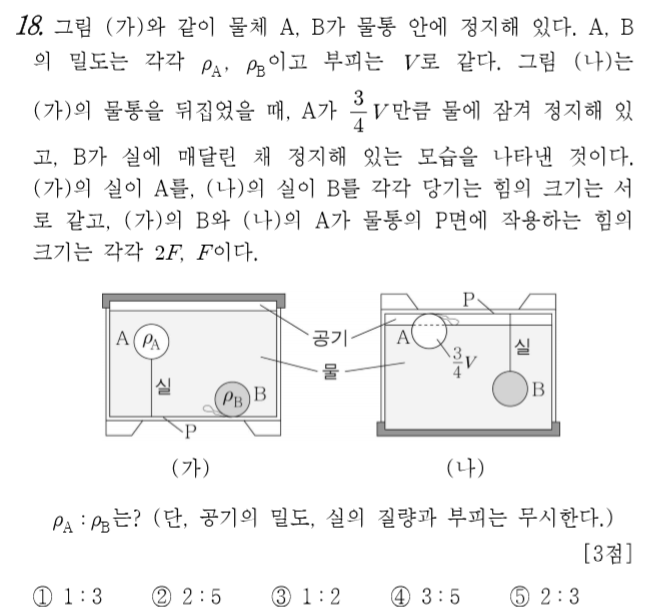 18. 그림 (가)와 같이 물체 A, B가 물통 안에 정지해 있다. A, B
의 밀도는 각각 ρA, ρB이고 부피는 V로 같다. 그림 (나)는
(가)의 물통을 뒤집었을 때, A가 3/4 V만큼 물에 잠겨 정지해 있
고, B가 실에 매달린 채 정지해 있는 모습을 나타낸 것이다.
(가)의 실이 A를, (나)의 실이 B를 각각 당기는 힘의 크기는 서
로 같고, (가)의 B와 (나)의 A가 물통의 P면에 작용하는 힘의
크기는 각각 2F, F이다.
A ρA 실 ρB B P
공기
물
P A 3/4 V 실 B
(가) (나)
ρA : ρB는? (단, 공기의 밀도, 실의 질량과 부피는 무시한다.)
[3점]
① 1 : 3 ② 2 : 5 ③ 1 : 2 ④ 3 : 5 ⑤ 2 : 3